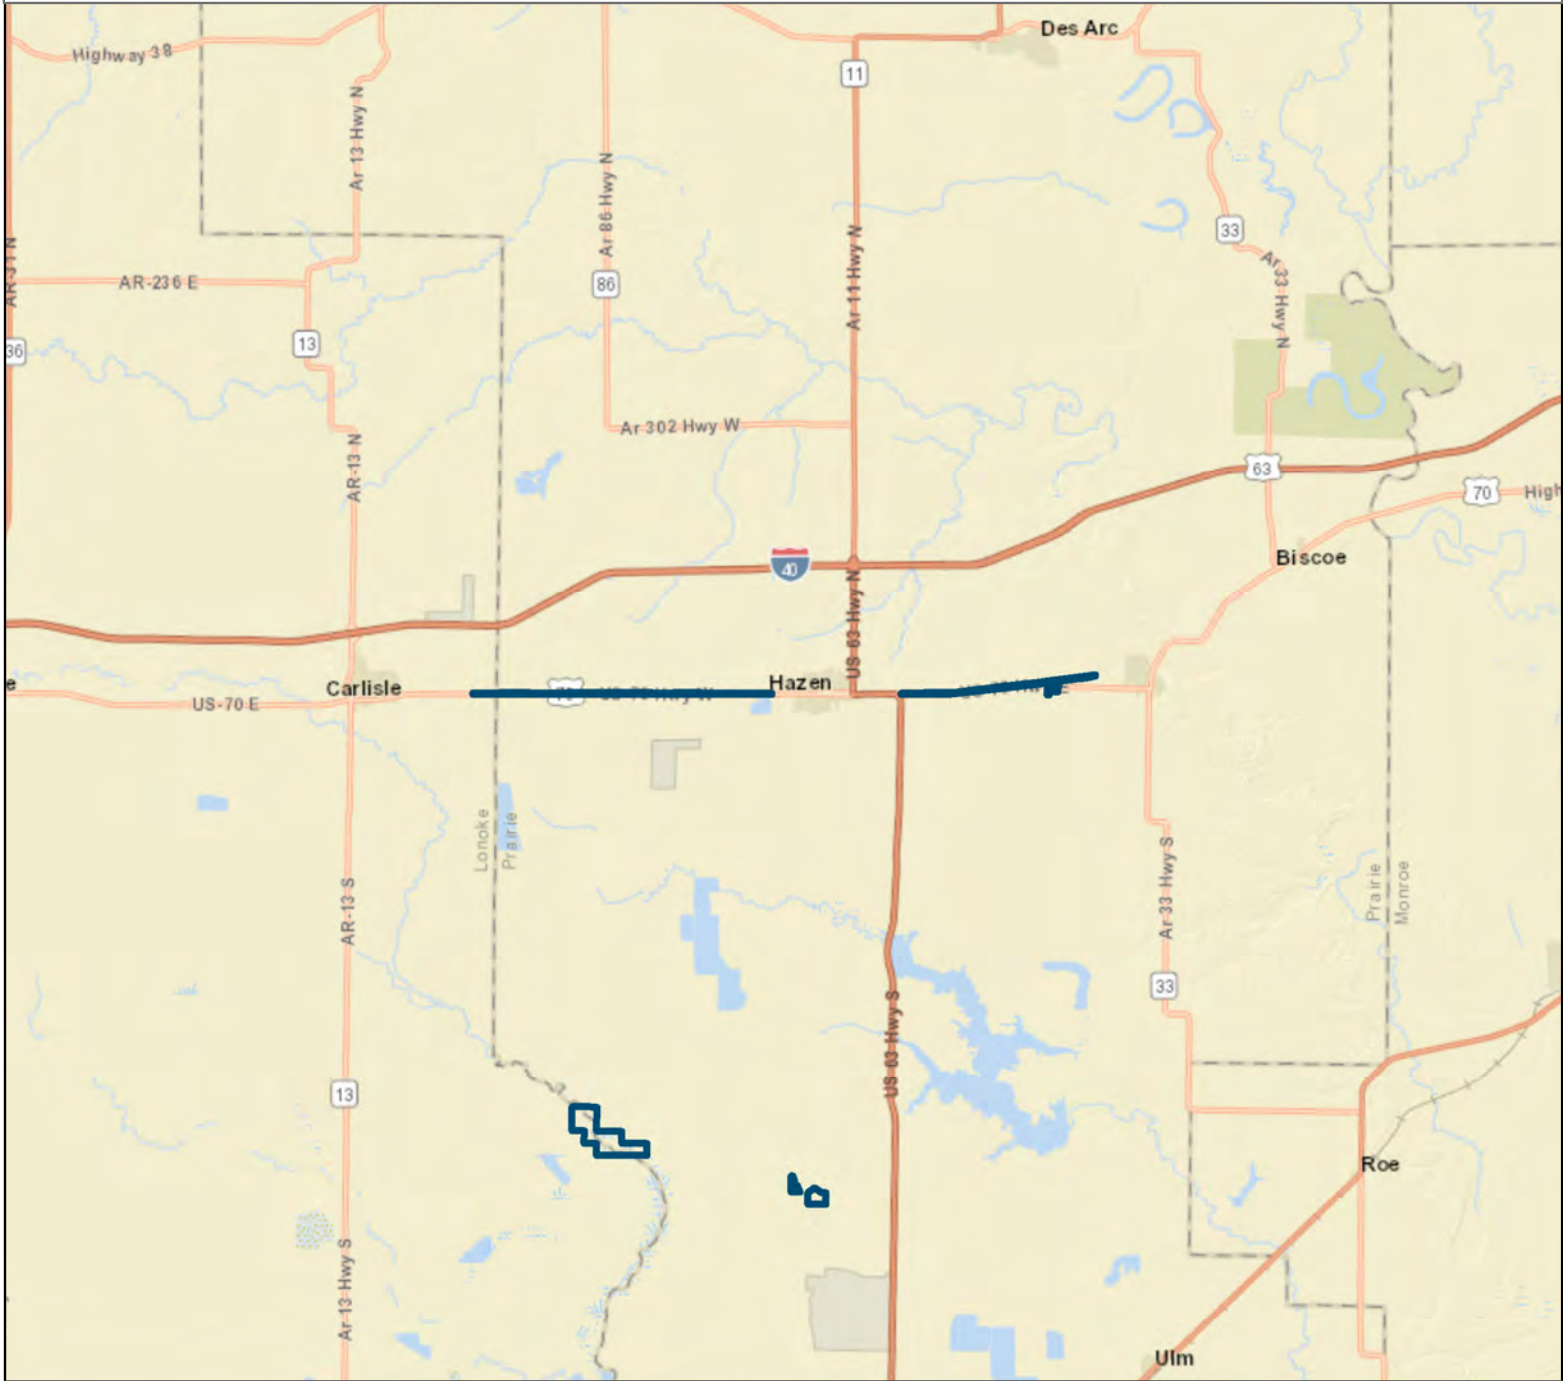 Des Arc
Highway 38
11
Ar 13 Hwy N
Ar 86 Hwy N
33
Ar 11 Hwy N
AR-31 N
Ar 33 Hwy N
AR-236 E
86
13
36
Ar 302 Hwy W
AR-13 N
63
70
High
Biscoe
40
US 63 Hwy N
e
Carlisle
Hazen
US-70 E
Lonoke
Prairie
Prairie
Monroe
AR-13 S
Ar 33 Hwy S
33
US 63 Hwy S
13
Roe
Ar 13 Hwy S
Ulm